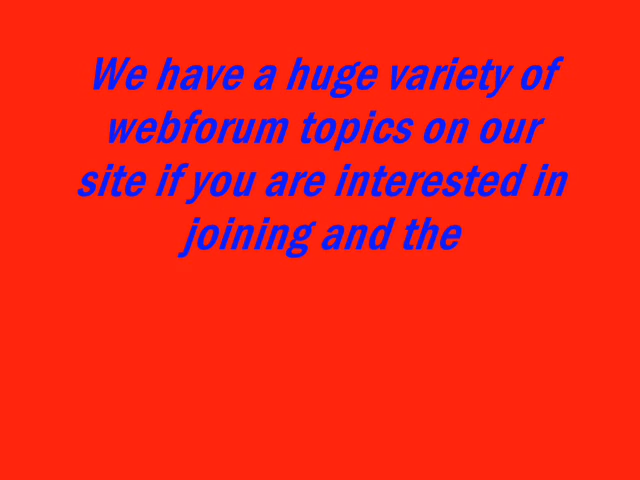 We have a huge variety of
webforum topics on our
site if you are interested in
joining and the